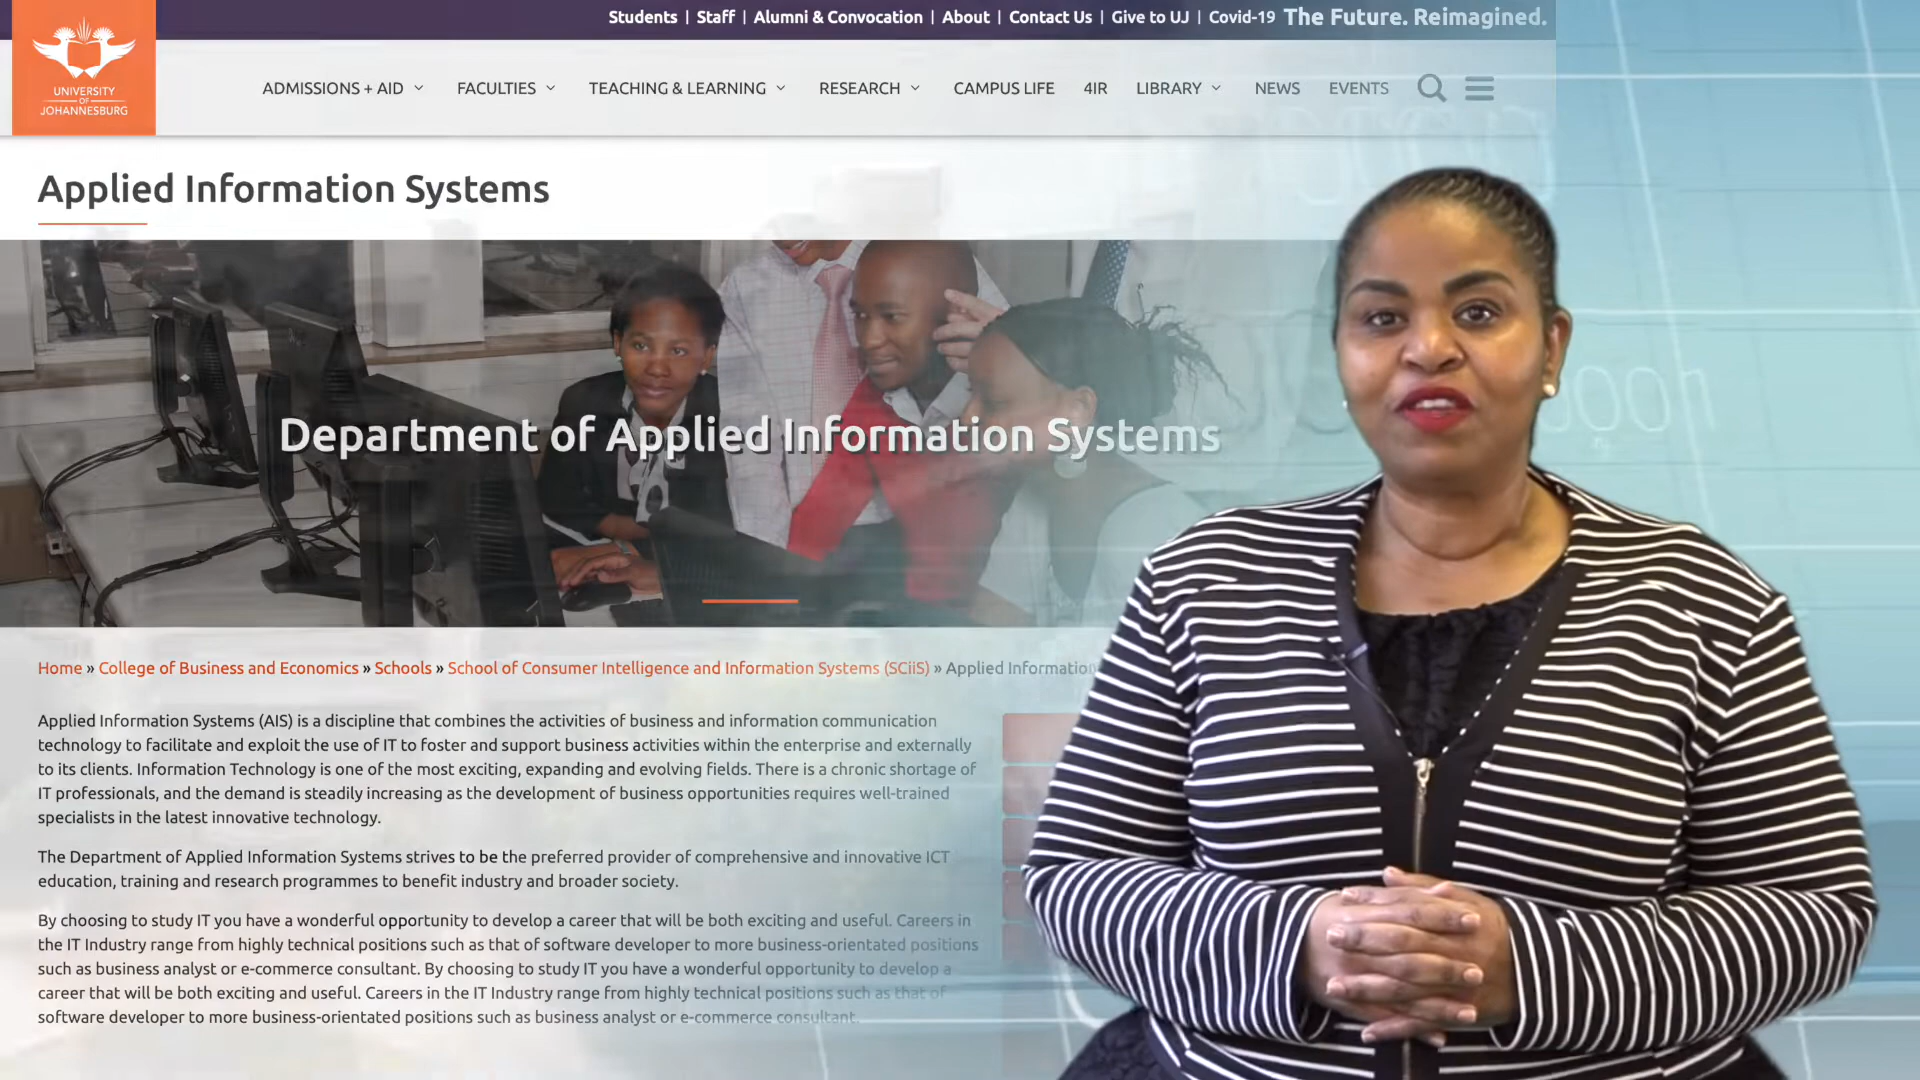 Students | Staff | Alumni & Convocation | About | Contact Us | Give to UJ | Covid-19 The Future. Reimagined.
UNIVERSITY
OF
JOHANNESBURG
ADMISSIONS + AID FACULTIES TEACHING & LEARNING RESEARCH CAMPUS LIFE 4IR LIBRARY NEWS EVENTS
Applied Information Systems
Department of Applied Information Systems
Home » College of Business and Economics » Schools » School of Consumer Intelligence and Information Systems (SCiiS) » Applied Informatio
Applied Information Systems (AIS) is a discipline that combines the activities of business and information communication
technology to facilitate and exploit the use of IT to foster and support business activities within the enterprise and externally
to its clients. Information Technology is one of the most exciting, expanding and evolving fields. There is a chronic shortage of
IT professionals, and the demand is steadily increasing as the development of business opportunities requires well-trained
specialists in the latest innovative technology.
The Department of Applied Information Systems strives to be the preferred provider of comprehensive and innovative ICT
education, training and research programmes to benefit industry and broader society.
By choosing to study IT you have a wonderful opportunity to develop a career that will be both exciting and useful. Careers in
the IT Industry range from highly technical positions such as that of software developer to more business-orientated positions
such as business analyst or e-commerce consultant. By choosing to study IT you have a wonderful opportunity to develop a
career that will be both exciting and useful. Careers in the IT Industry range from highly technical positions such as that of
software developer to more business-orientated positions such as business analyst or e-commerce consultant.